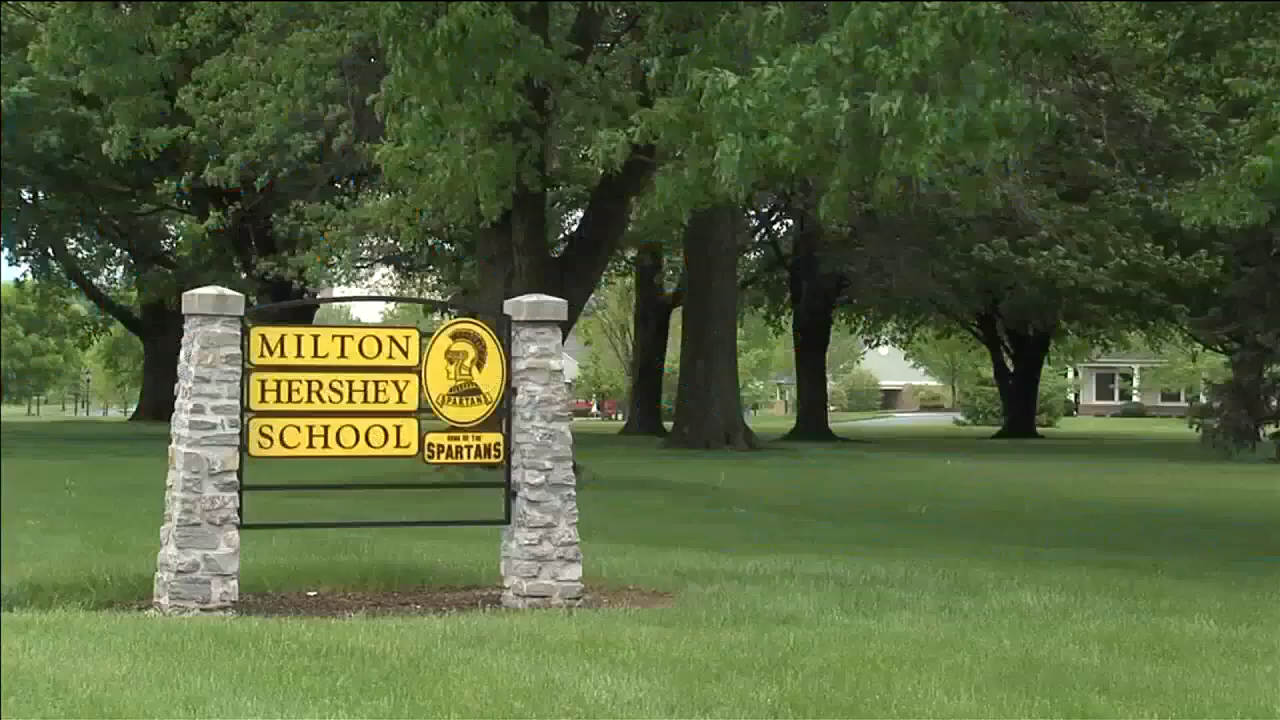 MILTON
HERSHEY
SCHOOL
SPARTANS
HOME OF THE
SPARTANS